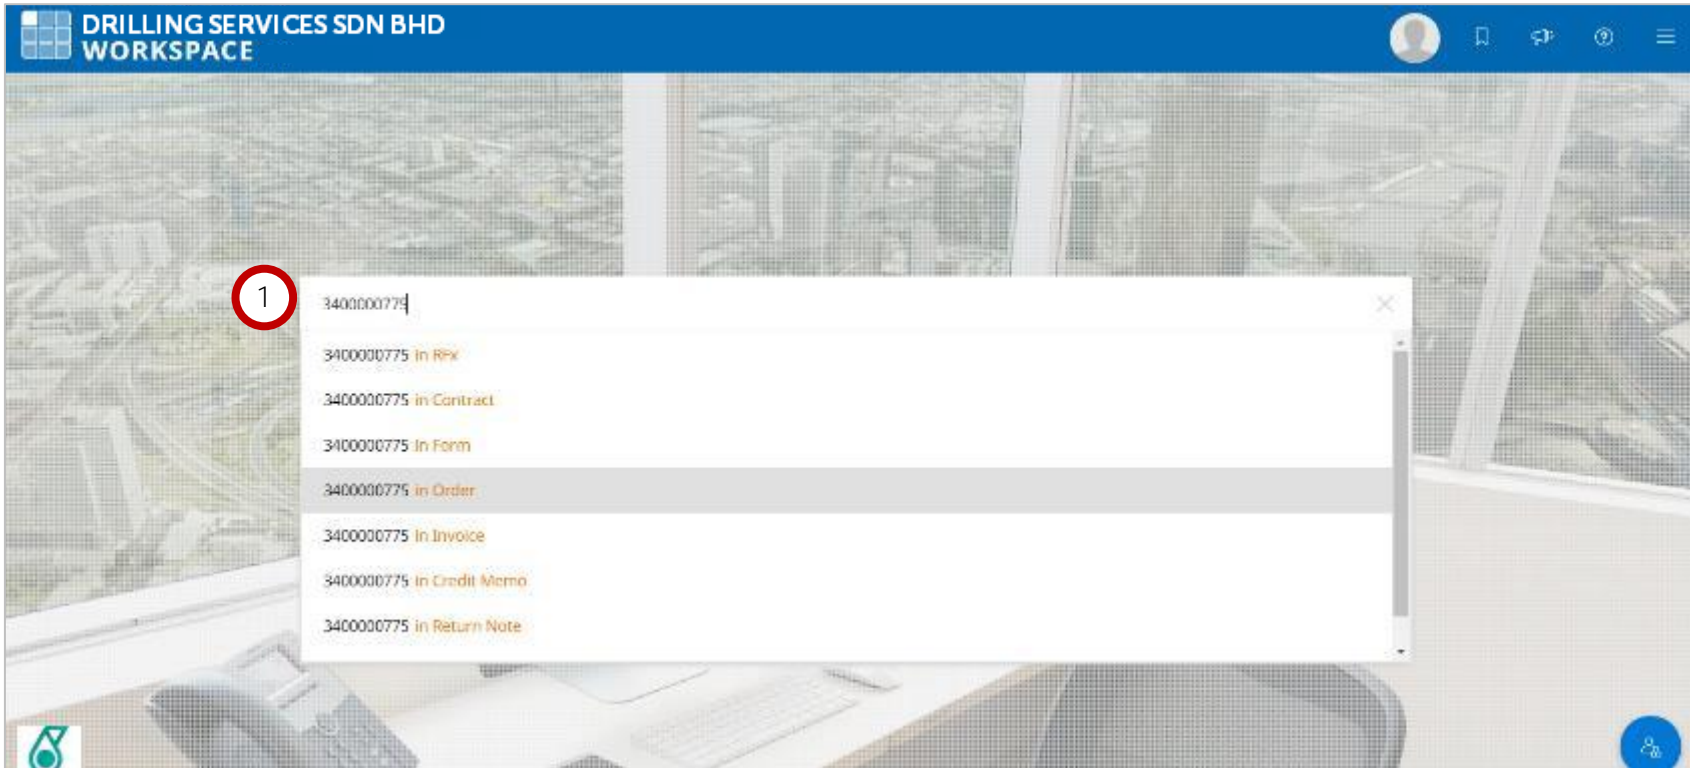 DRILLING SERVICES SDN BHD
WORKSPACE
1
3400000775
3400000775 in RFx
3400000775 in Contract
3400000775 in Form
3400000775 in Order
3400000775 in Invoice
3400000775 in Credit Memo
3400000775 in Return Note